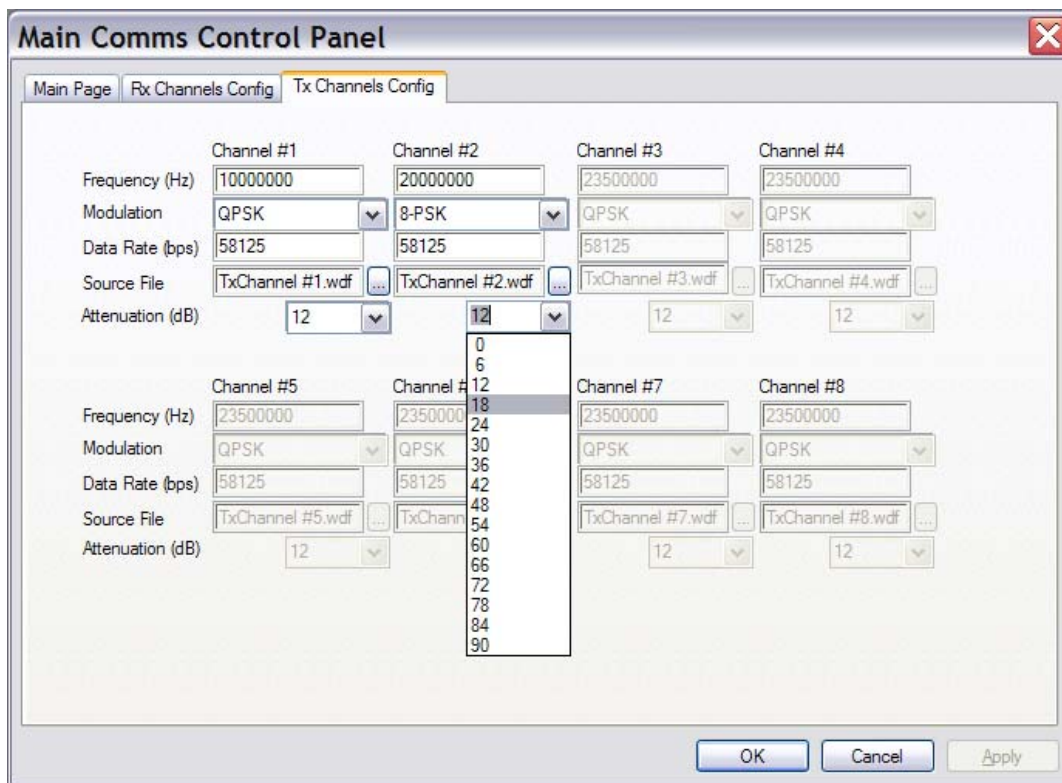 Main Comms Control Panel
Main Page Rx Channels Config Tx Channels Config
Channel #1 Channel #2 Channel #3 Channel #4
Frequency (Hz) 10000000 20000000 23500000 23500000
Modulation QPSK 8-PSK QPSK QPSK
Data Rate (bps) 58125 58125 58125 58125
Source File TxChannel #1.wdf ... TxChannel #2.wdf ... TxChannel #3.wdf ... TxChannel #4.wdf ...
Attenuation (dB) 12 12 12 12
0
6
12
18
24
30
36
42
48
54
60
66
72
78
84
90
Channel #5 Channel # Channel #7 Channel #8
Frequency (Hz) 23500000 2350000 23500000 23500000
Modulation QPSK QPSK QPSK QPSK
Data Rate (bps) 58125 58125 58125 58125
Source File TxChannel #5.wdf ... TxChann TxChannel #7.wdf ... TxChannel #8.wdf ...
Attenuation (dB) 12 12 12
OK Cancel Apply